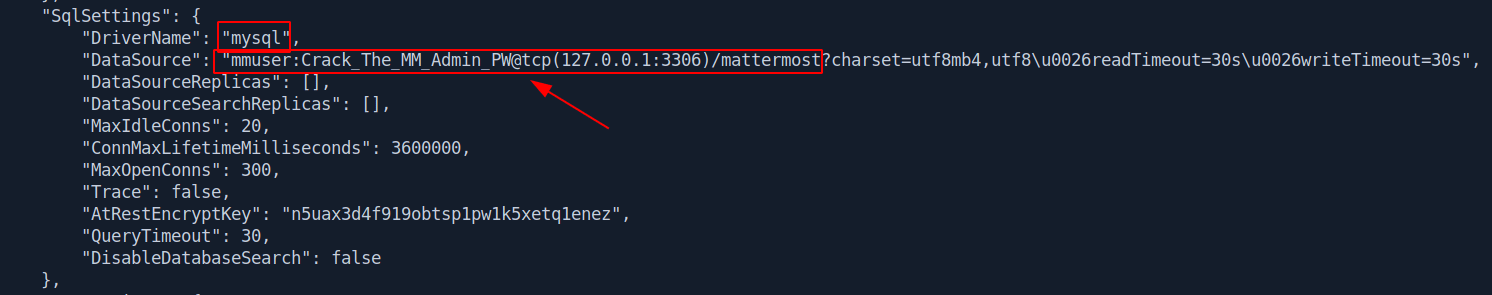 "SqlSettings": {
"DriverName": "mysql",
"DataSource": "mmuser:Crack_The_MM_Admin_PW@tcp(127.0.0.1:3306)/mattermost?charset=utf8mb4,utf8\u0026readTimeout=30s\u0026writeTimeout=30s",
"DataSourceReplicas": [],
"DataSourceSearchReplicas": [],
"MaxIdleConns": 20,
"ConnMaxLifetimeMilliseconds": 3600000,
"MaxOpenConns": 300,
"Trace": false,
"AtRestEncryptKey": "n5uax3d4f919obtsp1pw1k5xetq1enez",
"QueryTimeout": 30,
"DisableDatabaseSearch": false
},